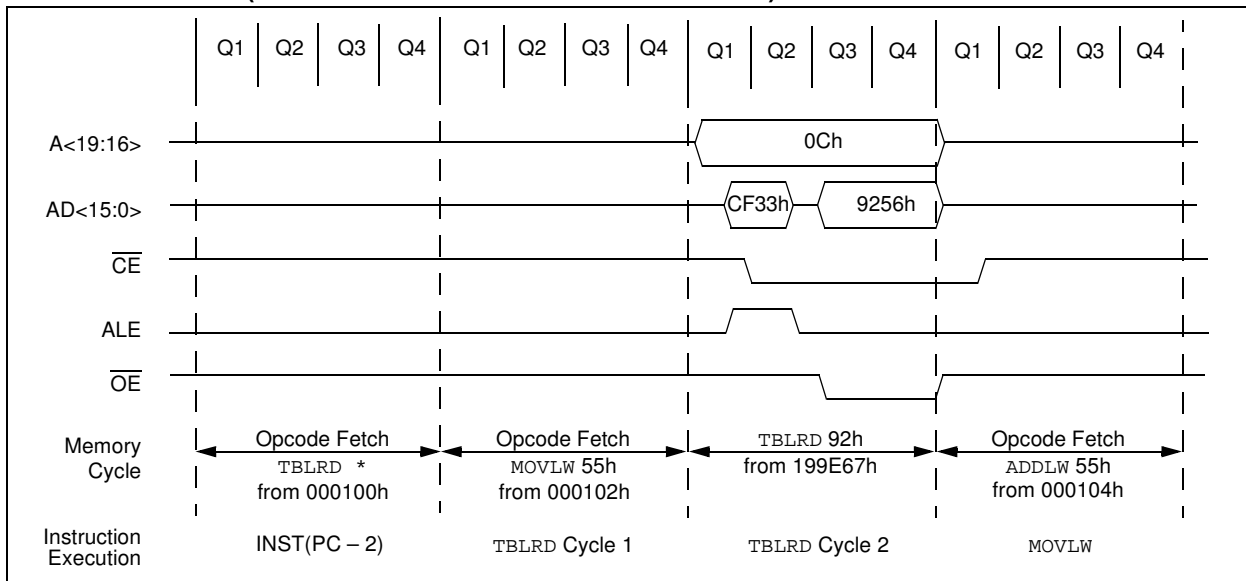 Q1 Q2 Q3 Q4 Q1 Q2 Q3 Q4 Q1 Q2 Q3 Q4 Q1 Q2 Q3 Q4
A<19:16> 0Ch
AD<15:0> CF33h 9256h
CE
ALE
OE
Memory Cycle
Opcode Fetch
TBLRD *
from 000100h
Opcode Fetch
MOVLW 55h
from 000102h
TBLRD 92h
from 199E67h
Opcode Fetch
ADDLW 55h
from 000104h
Instruction Execution
INST(PC – 2) TBLRD Cycle 1 TBLRD Cycle 2 MOVLW